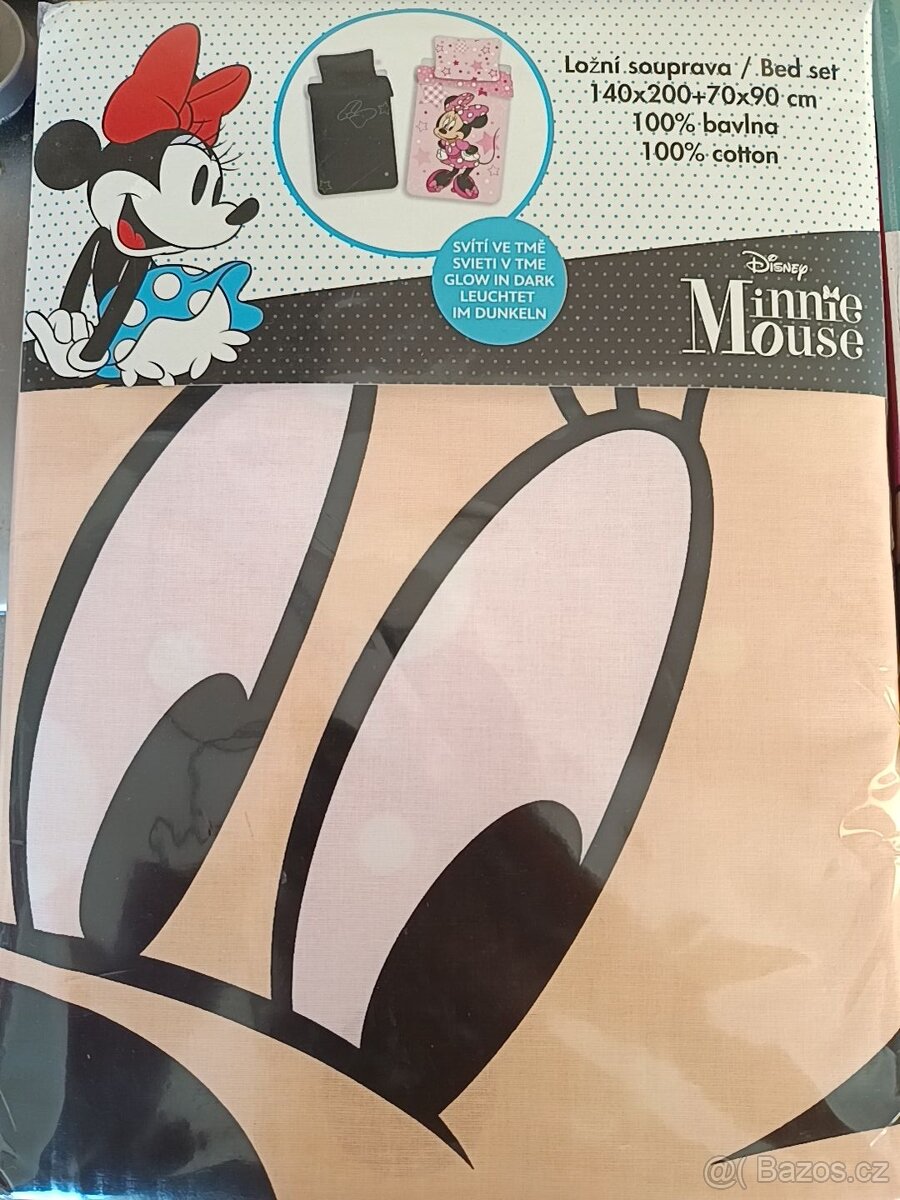 Ložní souprava / Bed set
140x200+70x90 cm
100% bavlna
100% cotton
SVÍTÍ VE TMĚ
SVIETI V TME
GLOW IN DARK
LEUCHTET
IM DUNKELN
Disney
Minnie
Mouse
@( Bazos.cz